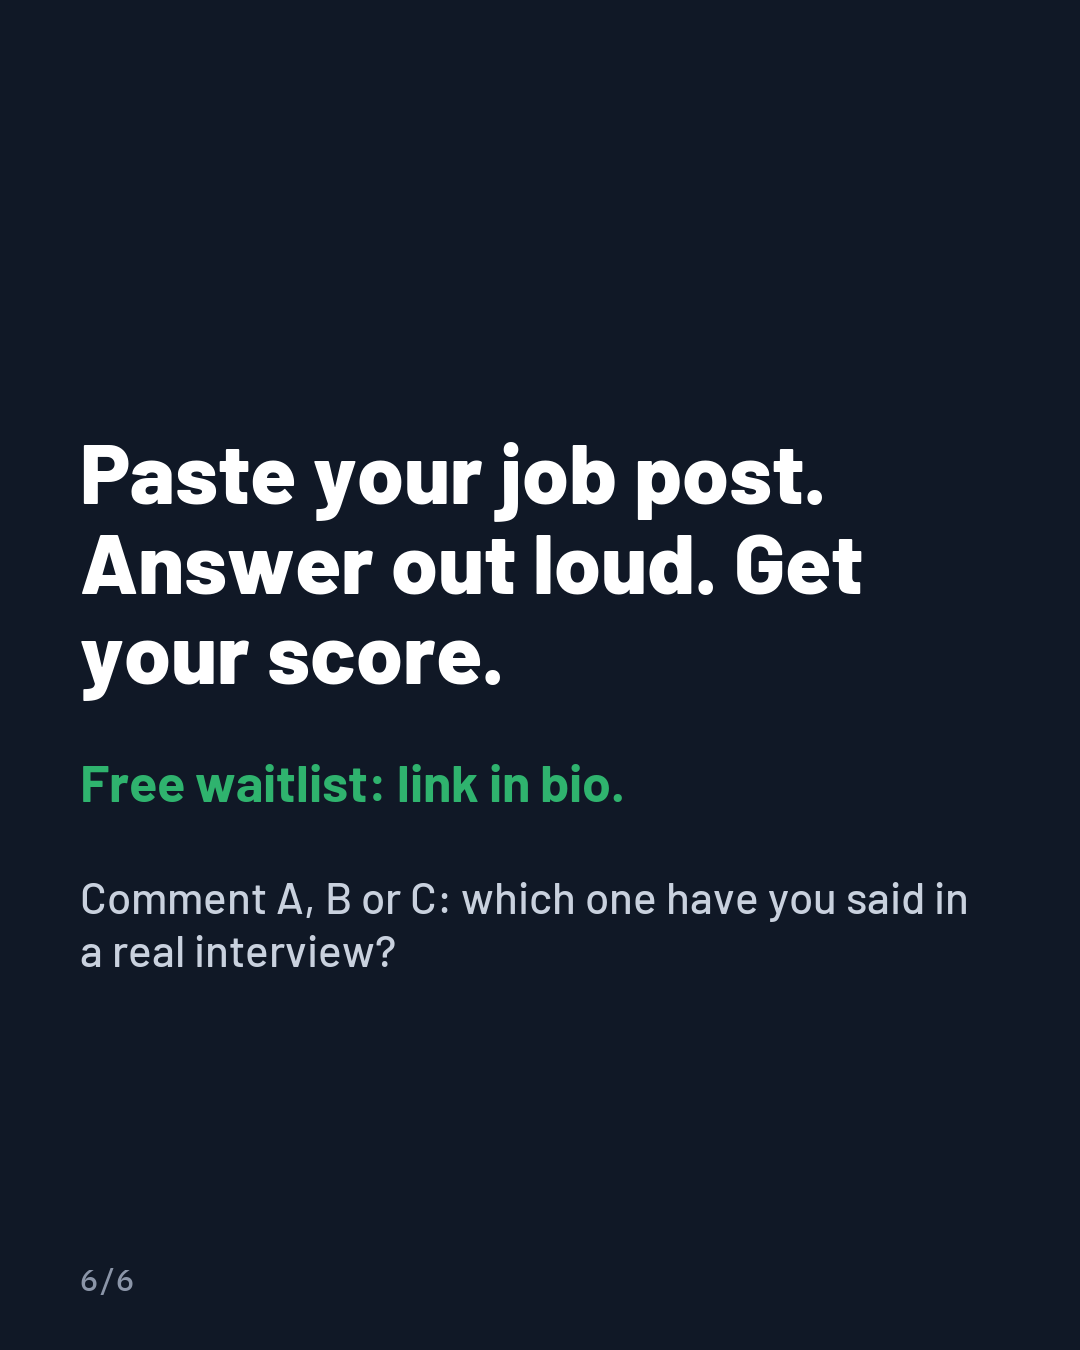 Paste your job post.
Answer out loud. Get
your score.
Free waitlist: link in bio.
Comment A, B or C: which one have you said in
a real interview?
6/6